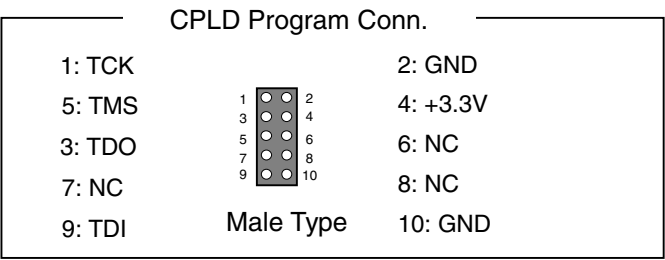 CPLD Program Conn.
1: TCK
2: GND
5: TMS
1 2
4: +3.3V
3 4
3: TDO
5 6
6: NC
7 8
7: NC
9 10
8: NC
9: TDI
Male Type
10: GND